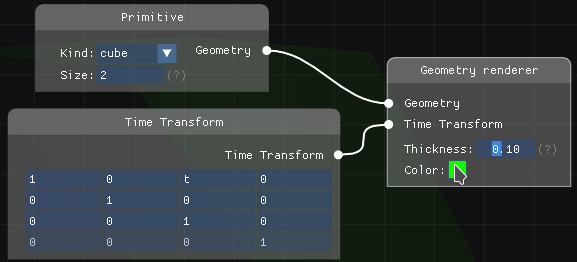 Primitive
Kind: cube
Geometry
Size: 2 (?)
Geometry renderer
Geometry
Time Transform
Thickness: 0.10 (?)
Color:
Time Transform
Time Transform
1 0 t 0
0 1 0 0
0 0 1 0
0 0 0 1